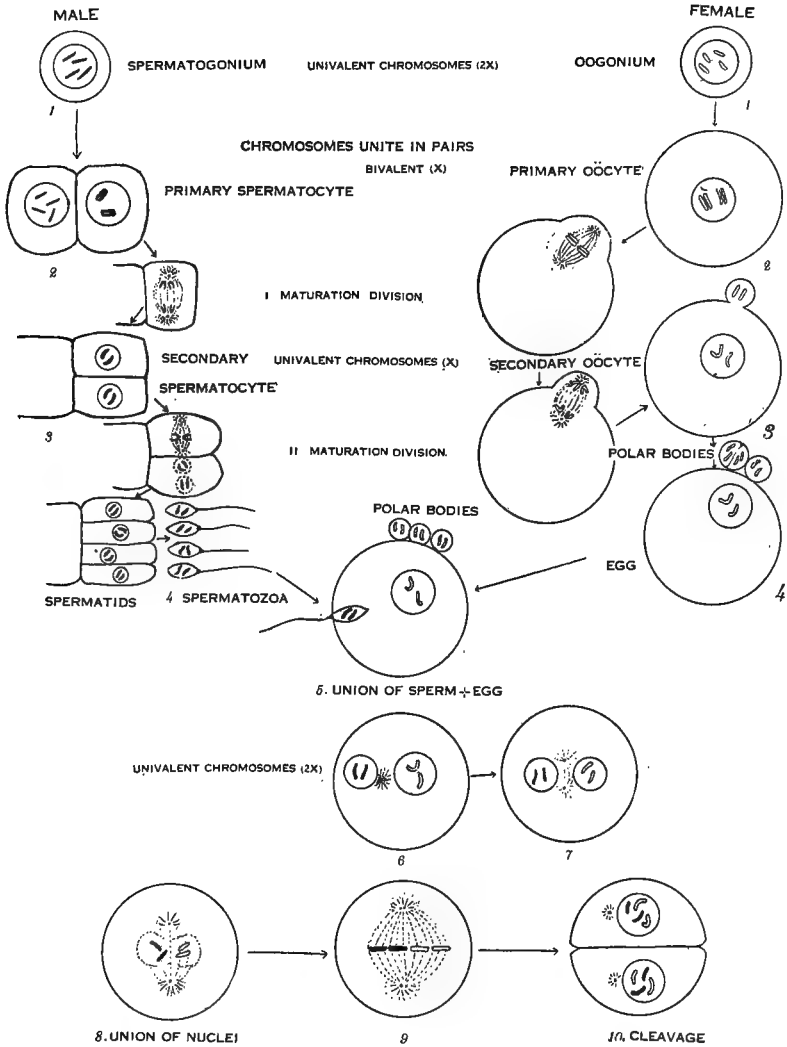 MALE
FEMALE
SPERMATOGONIUM UNIVALENT CHROMOSOMES (2X) OOGONIUM
1 1
CHROMOSOMES UNITE IN PAIRS
BIVALENT (X) PRIMARY OÖCYTE
PRIMARY SPERMATOCYTE
2 2
I MATURATION DIVISION
SECONDARY UNIVALENT CHROMOSOMES (X) SECONDARY OÖCYTE
SPERMATOCYTE
3 3
II MATURATION DIVISION. POLAR BODIES
POLAR BODIES
EGG
SPERMATIDS 4 SPERMATOZOA 4
5. UNION OF SPERM + EGG
UNIVALENT CHROMOSOMES (2X)
6 7
8. UNION OF NUCLEI 9 10. CLEAVAGE